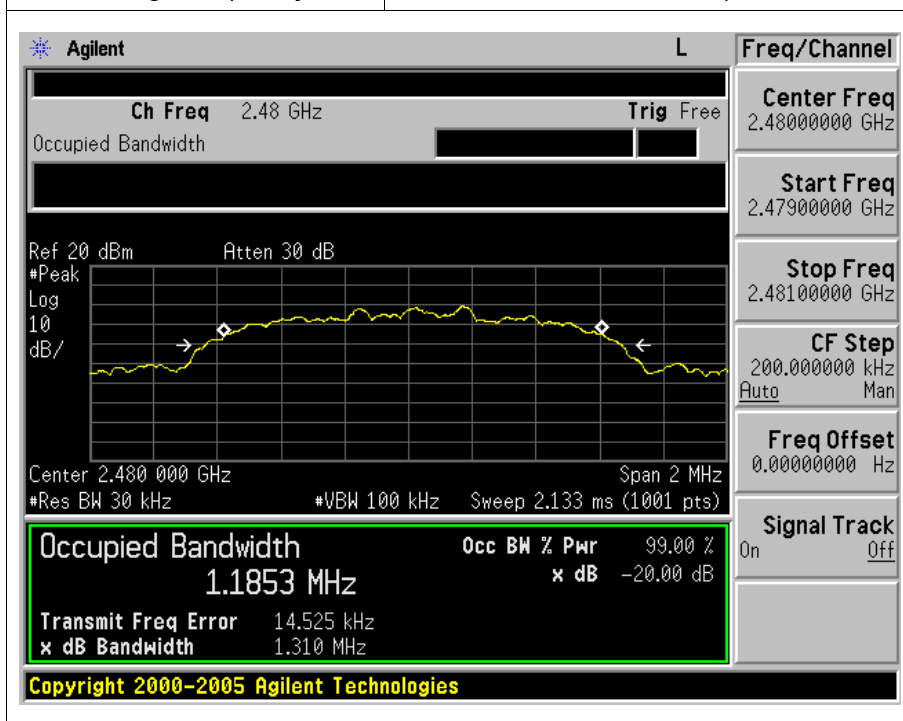 Agilent L Freq/Channel
Ch Freq 2.48 GHz Trig Free
Occupied Bandwidth
Center Freq
2.48000000 GHz
Start Freq
2.47900000 GHz
Stop Freq
2.48100000 GHz
CF Step
200.000000 kHz
Auto Man
Freq Offset
0.00000000 Hz
Signal Track
On Off
Ref 20 dBm Atten 30 dB
#Peak
Log
10
dB/
Center 2.480 000 GHz Span 2 MHz
#Res BW 30 kHz #VBW 100 kHz Sweep 2.133 ms (1001 pts)
Occupied Bandwidth Occ BW % Pwr 99.00 %
1.1853 MHz x dB -20.00 dB
Transmit Freq Error 14.525 kHz
x dB Bandwidth 1.310 MHz
Copyright 2000-2005 Agilent Technologies